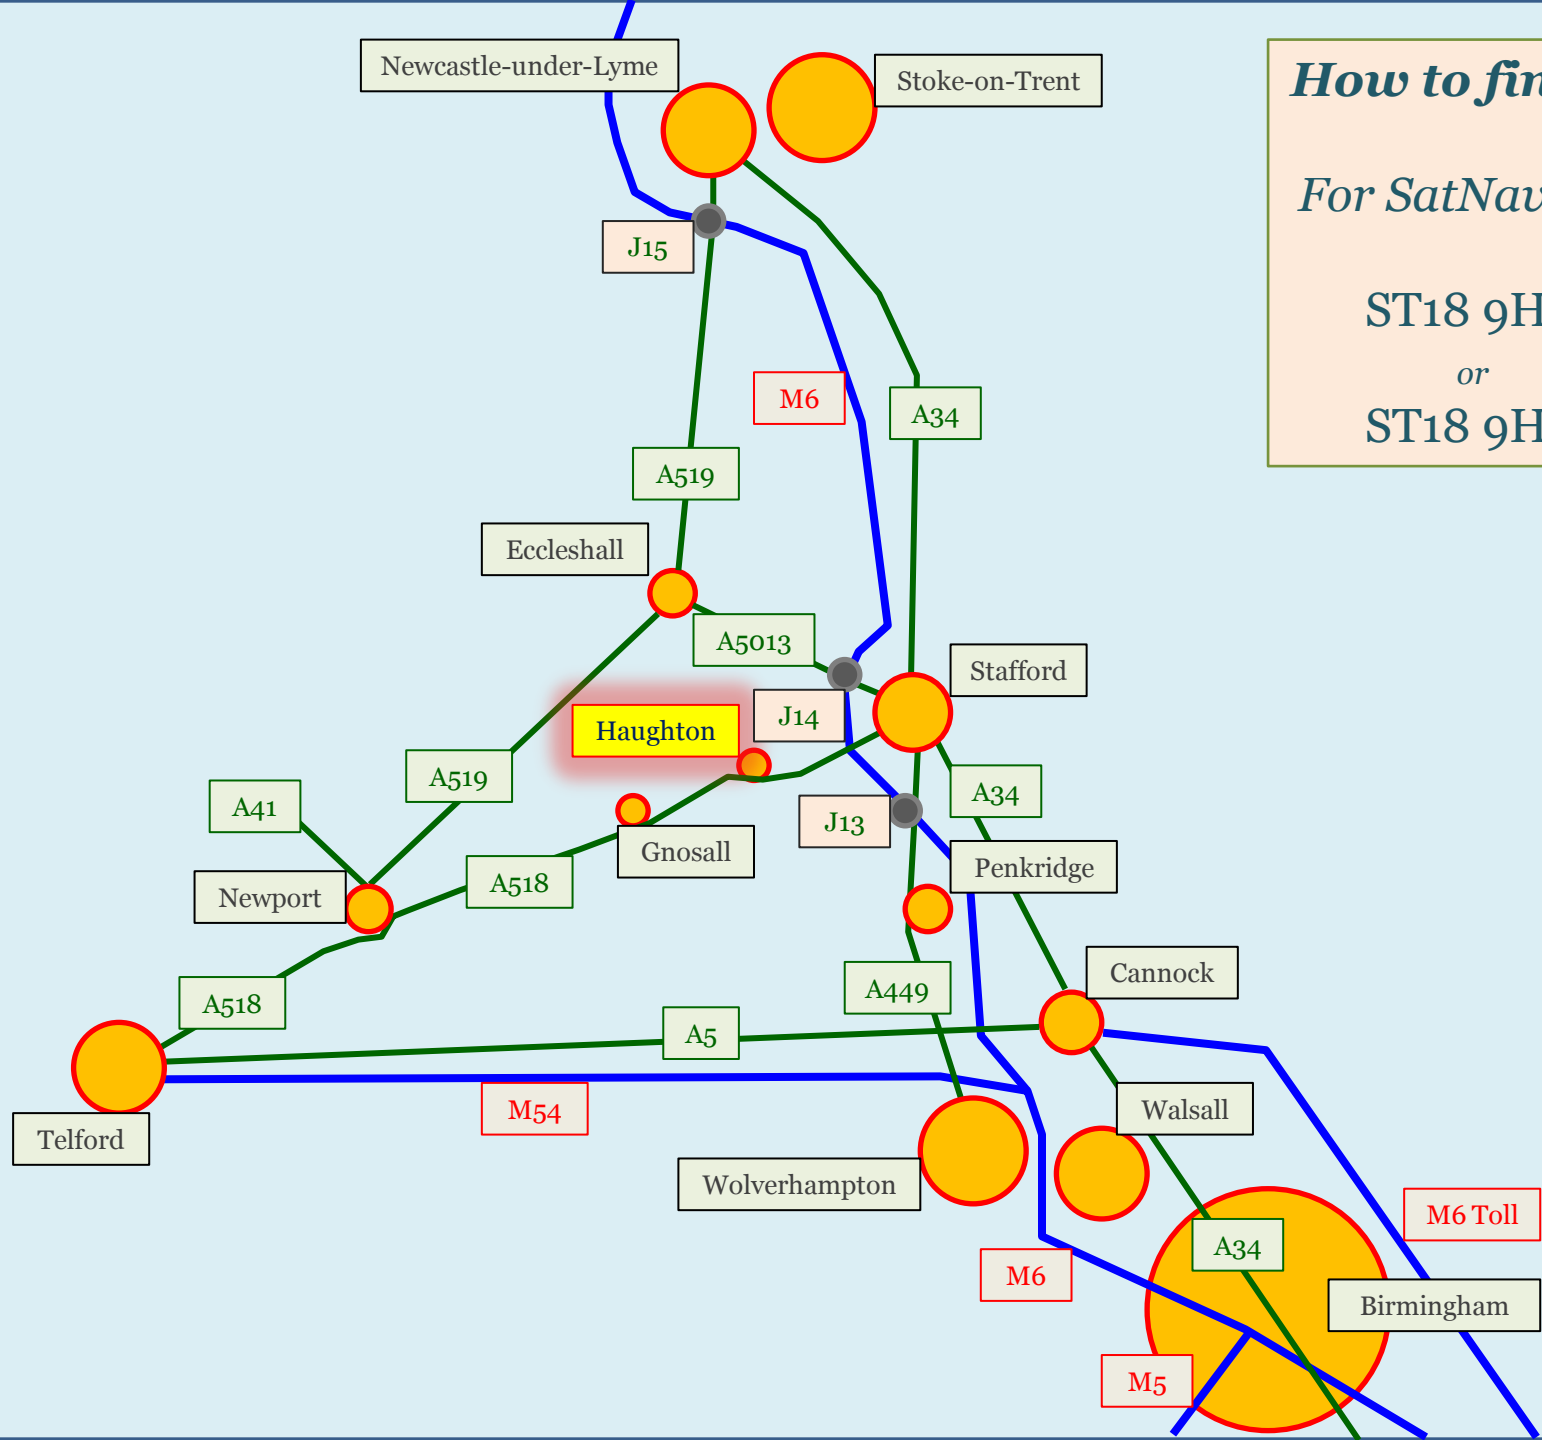 Newcastle-under-Lyme
Stoke-on-Trent
How to fin
For SatNav
ST18 9H
or
ST18 9H
J15
M6
A34
A519
Eccleshall
A5013
Stafford
J14
Haughton
A519
A34
A41
J13
Gnosall
Penkridge
A518
Newport
Cannock
A449
A518
A5
Walsall
M54
Telford
Wolverhampton
M6 Toll
A34
M6
Birmingham
M5